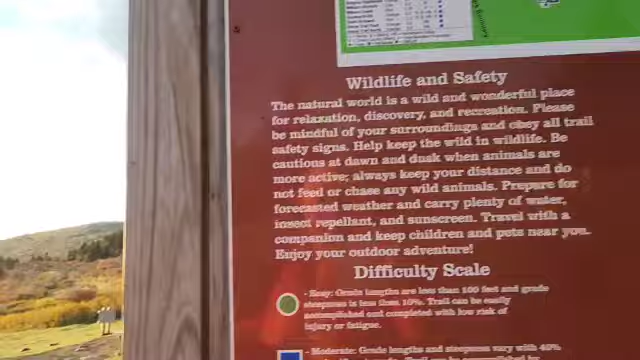 Wildlife and Safety
The natural world is a wild and wonderful place
for relaxation, discovery, and recreation. Please
be mindful of your surroundings and obey all trail
safety signs. Help keep the wild in wildlife. Be
cautious at dawn and dusk when animals are
more active; always keep your distance and do
not feed or chase any wild animals. Prepare for
forecasted weather and carry plenty of water,
insect repellant, and sunscreen. Travel with a
companion and keep children and pets near you.
Enjoy your outdoor adventure!
Difficulty Scale
- Easy: Grade lengths are less than 100 feet and grade
steepness is less then 10%. Trail can be easily
accomplished and completed with low risk of
injury or fatigue.
- Moderate: Grade lengths and steepness vary with 40%